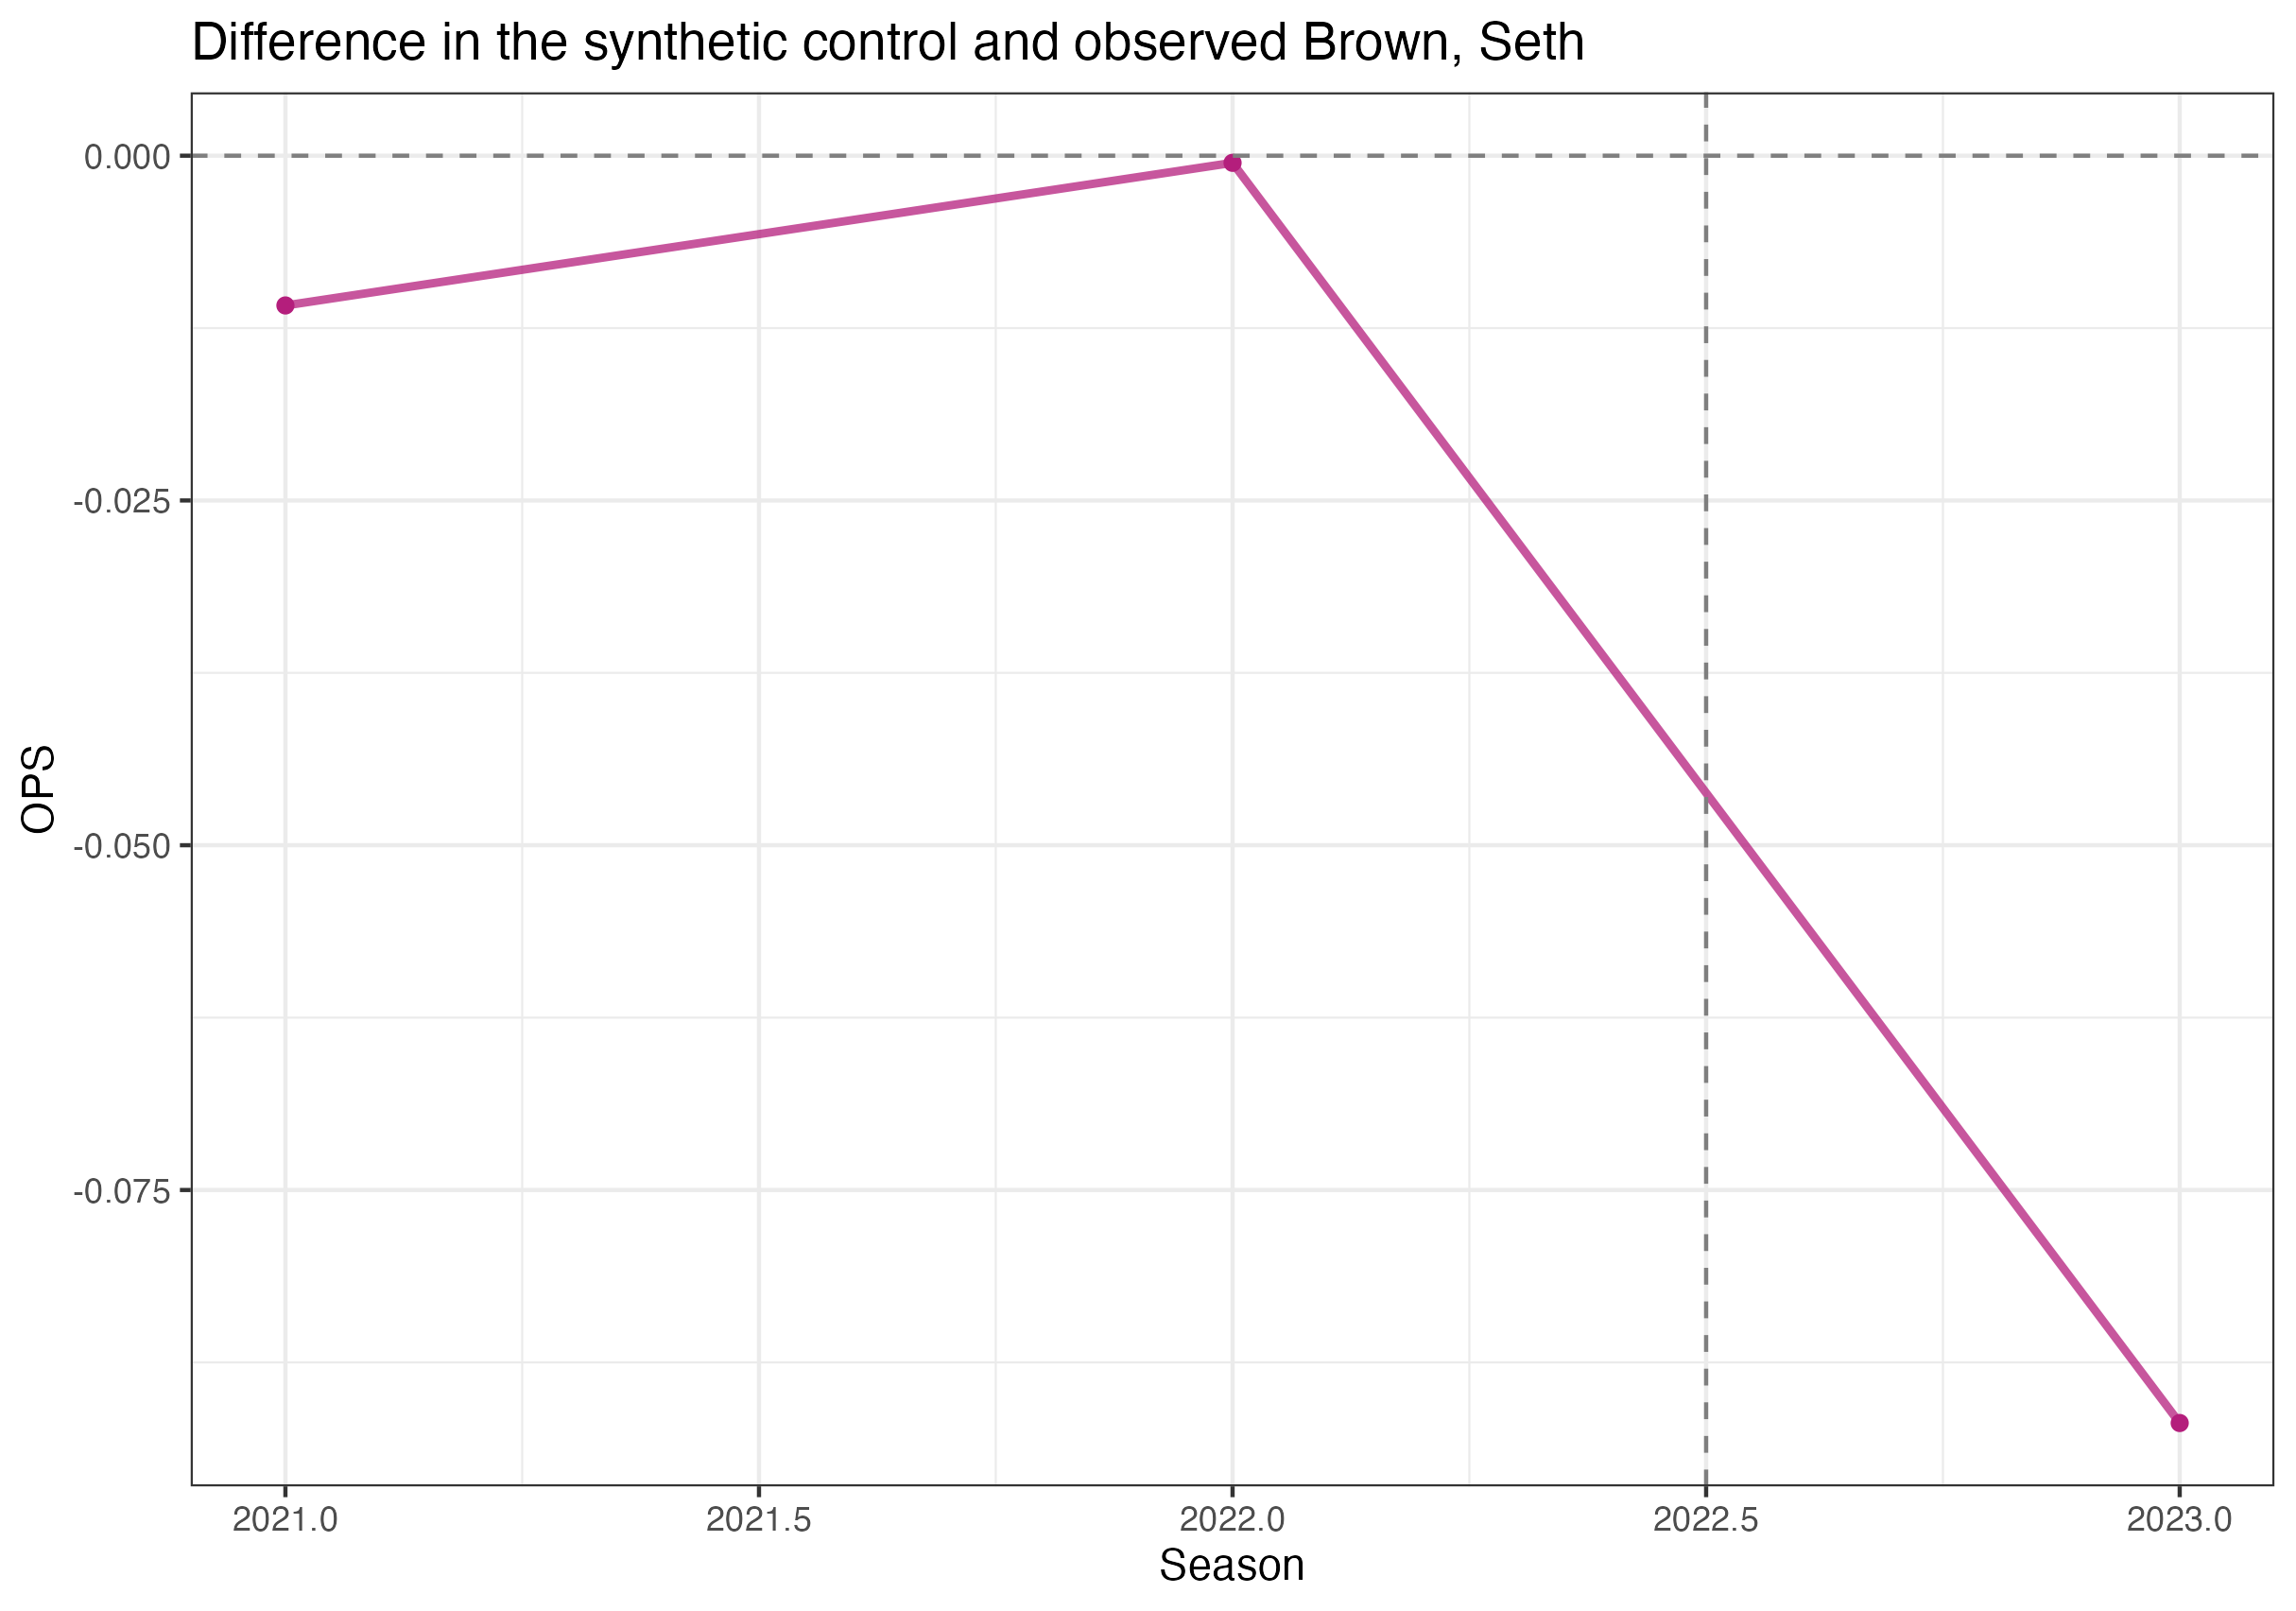 Difference in the synthetic control and observed Brown, Seth
0.000
-0.025
-0.050
-0.075
OPS
2021.0 2021.5 2022.0 2022.5 2023.0
Season